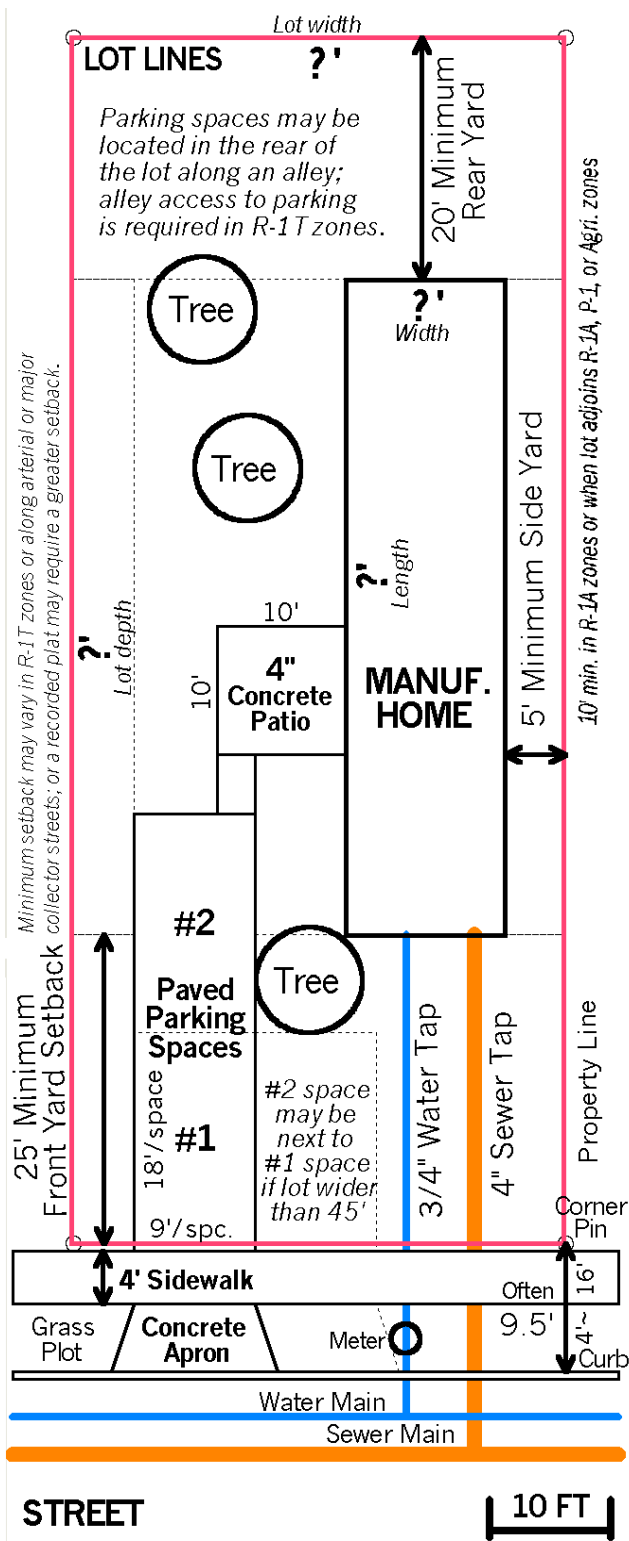 Lot width
LOT LINES
?'
Parking spaces may be
located in the rear of
the lot along an alley;
alley access to parking
is required in R-1T zones.
20' Minimum
Rear Yard
Tree
?'
Width
Tree
Minimum setback may vary in R-1T zones or along arterial or major
collector streets; or a recorded plat may require a greater setback.
?'
Lot depth
?'
Length
5' Minimum Side Yard
10' min. in R-1A zones or when lot adjoins R-1A, P-1, or Agri. zones
10'
10'
4"
Concrete
Patio
MANUF.
HOME
#2
Paved
Parking
Spaces
Tree
25' Minimum
Front Yard Setback
18'/space
#1
9'/spc.
#2 space
may be
next to
#1 space
if lot wider
than 45'
3/4" Water Tap
4" Sewer Tap
Property Line
Corner
Pin
4' Sidewalk
Often
9.5'
4'~ 16'
Grass
Plot
Concrete
Apron
Meter
Curb
Water Main
Sewer Main
STREET
10 FT